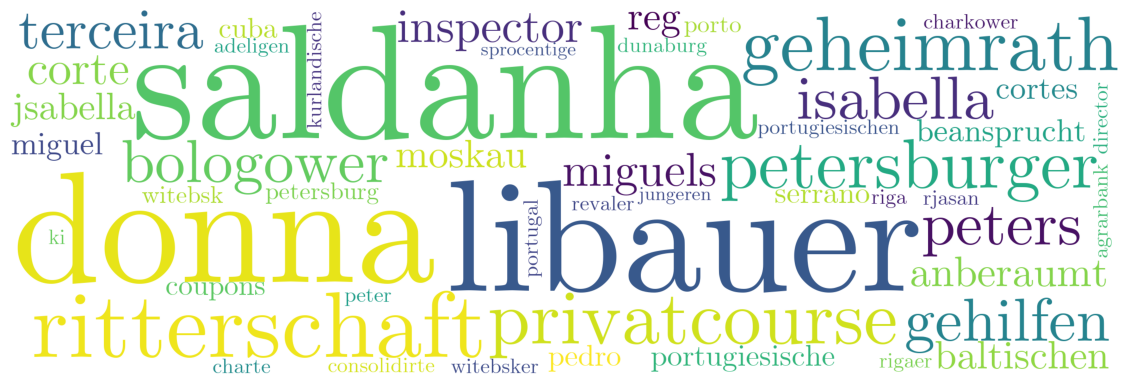 terceira cuba inspector reg porto charkower
adeligen kurlandische sprocentige dunaburg geheimrath
corte saldanha isabella cortes
jsabella portugiesischen beansprucht director
miguel bologower moskau miguels petersburger
witebsk petersburg revaler jungeren serrano riga rjasan
donna ki libauer portugal peters agrarbank
coupons peter anberaumt
ritterschaft privatcourse gehilfen
charte consolidirte witebsker pedro portugiesische rigaer baltischen